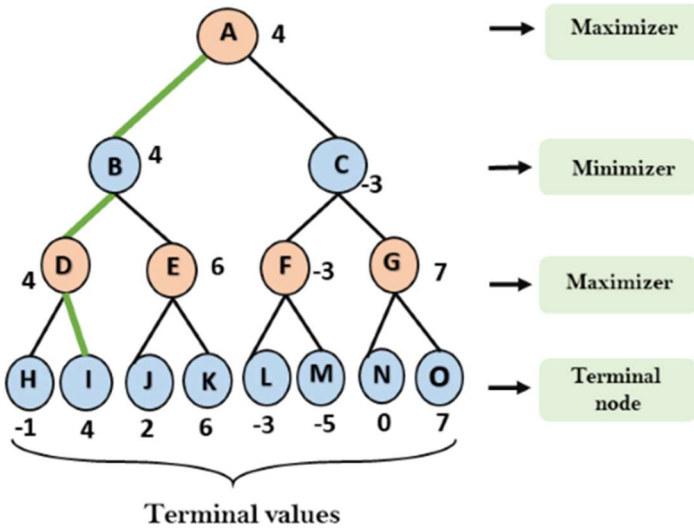 A 4
Maximizer
B 4
C -3
Minimizer
D 4
E 6
F -3
G 7
Maximizer
H I J K L M N O
Terminal
node
-1 4 2 6 -3 -5 0 7
Terminal values